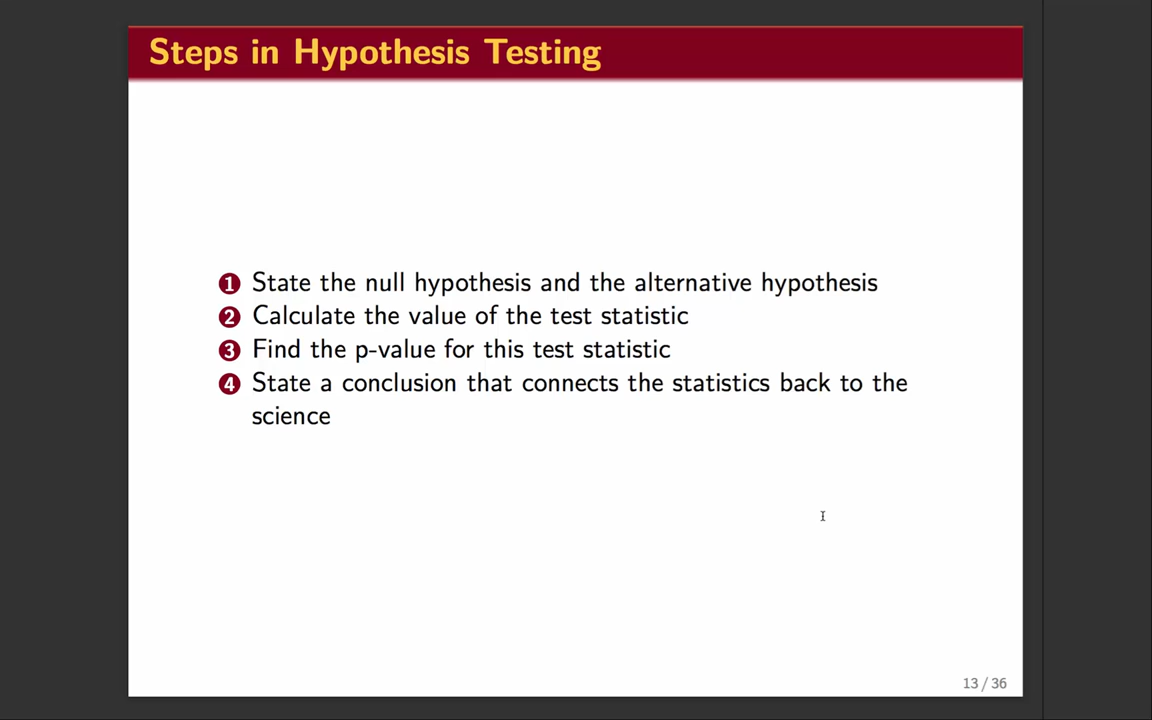 Steps in Hypothesis Testing
1 State the null hypothesis and the alternative hypothesis
2 Calculate the value of the test statistic
3 Find the p-value for this test statistic
4 State a conclusion that connects the statistics back to the
science
13 / 36